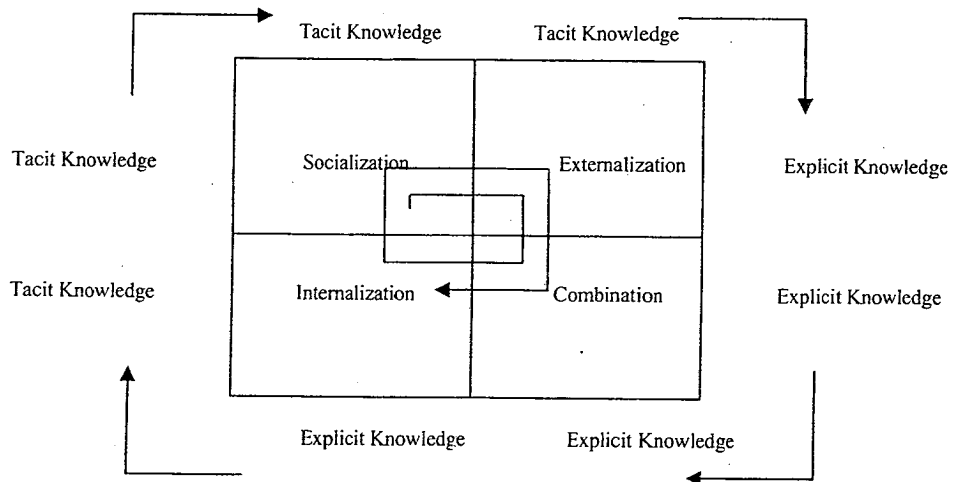 Tacit Knowledge Tacit Knowledge
Tacit Knowledge Socialization Externalization Explicit Knowledge
Tacit Knowledge Internalization Combination Explicit Knowledge
Explicit Knowledge Explicit Knowledge